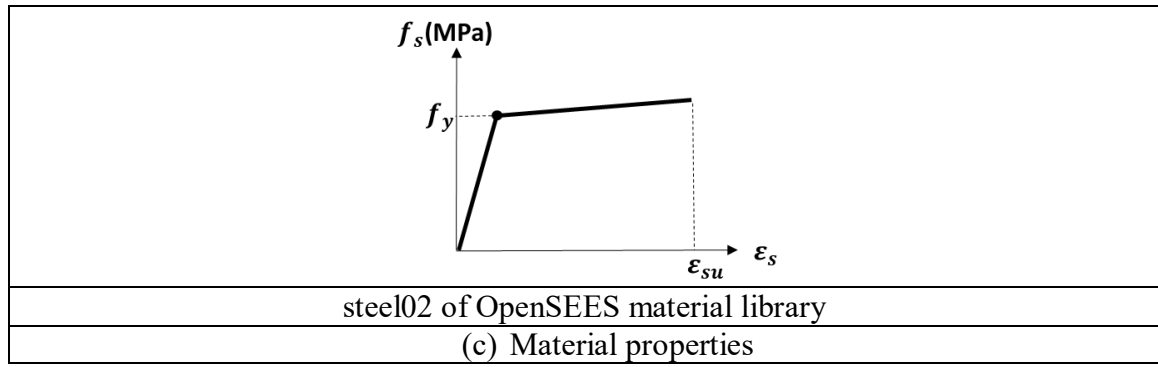 f_s(MPa)
f_y
ε_su
ε_s
steel02 of OpenSEES material library
(c) Material properties